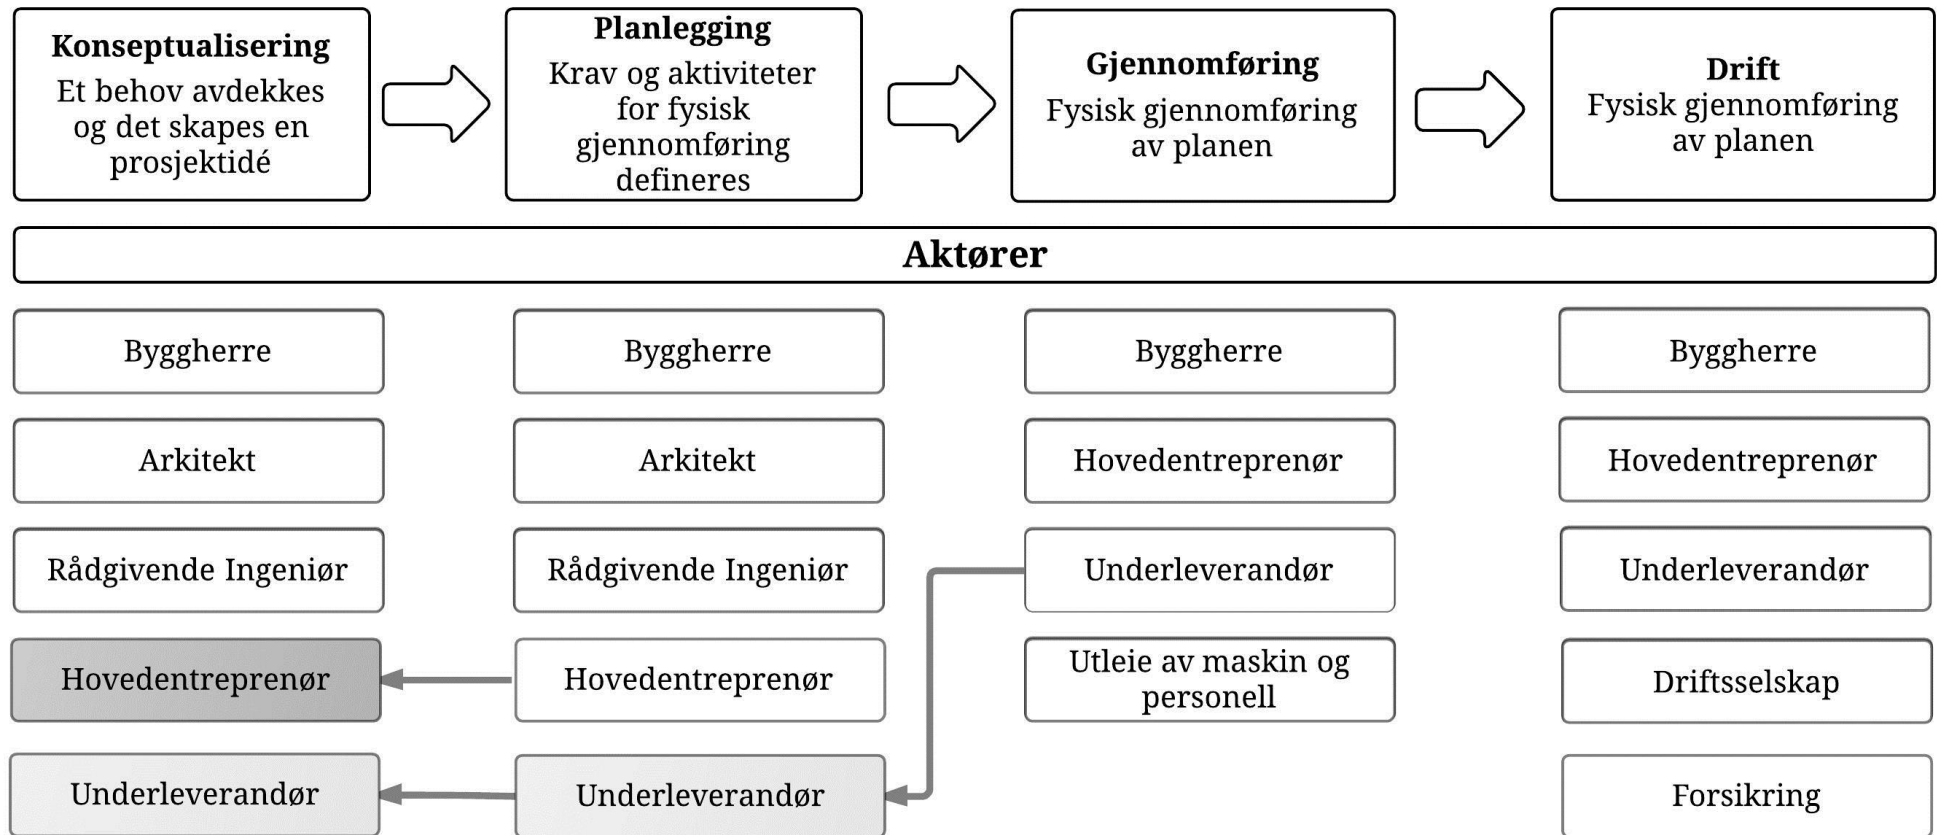 Konseptualisering
Et behov avdekkes
og det skapes en
prosjektidé
Planlegging
Krav og aktiviteter
for fysisk
gjennomføring
defineres
Gjennomføring
Fysisk gjennomføring
av planen
Drift
Fysisk gjennomføring
av planen
Aktører
Byggherre
Byggherre
Byggherre
Byggherre
Arkitekt
Arkitekt
Hovedentreprenør
Hovedentreprenør
Rådgivende Ingeniør
Rådgivende Ingeniør
Underleverandør
Underleverandør
Hovedentreprenør
Hovedentreprenør
Utleie av maskin og
personell
Driftsselskap
Underleverandør
Underleverandør
Forsikring